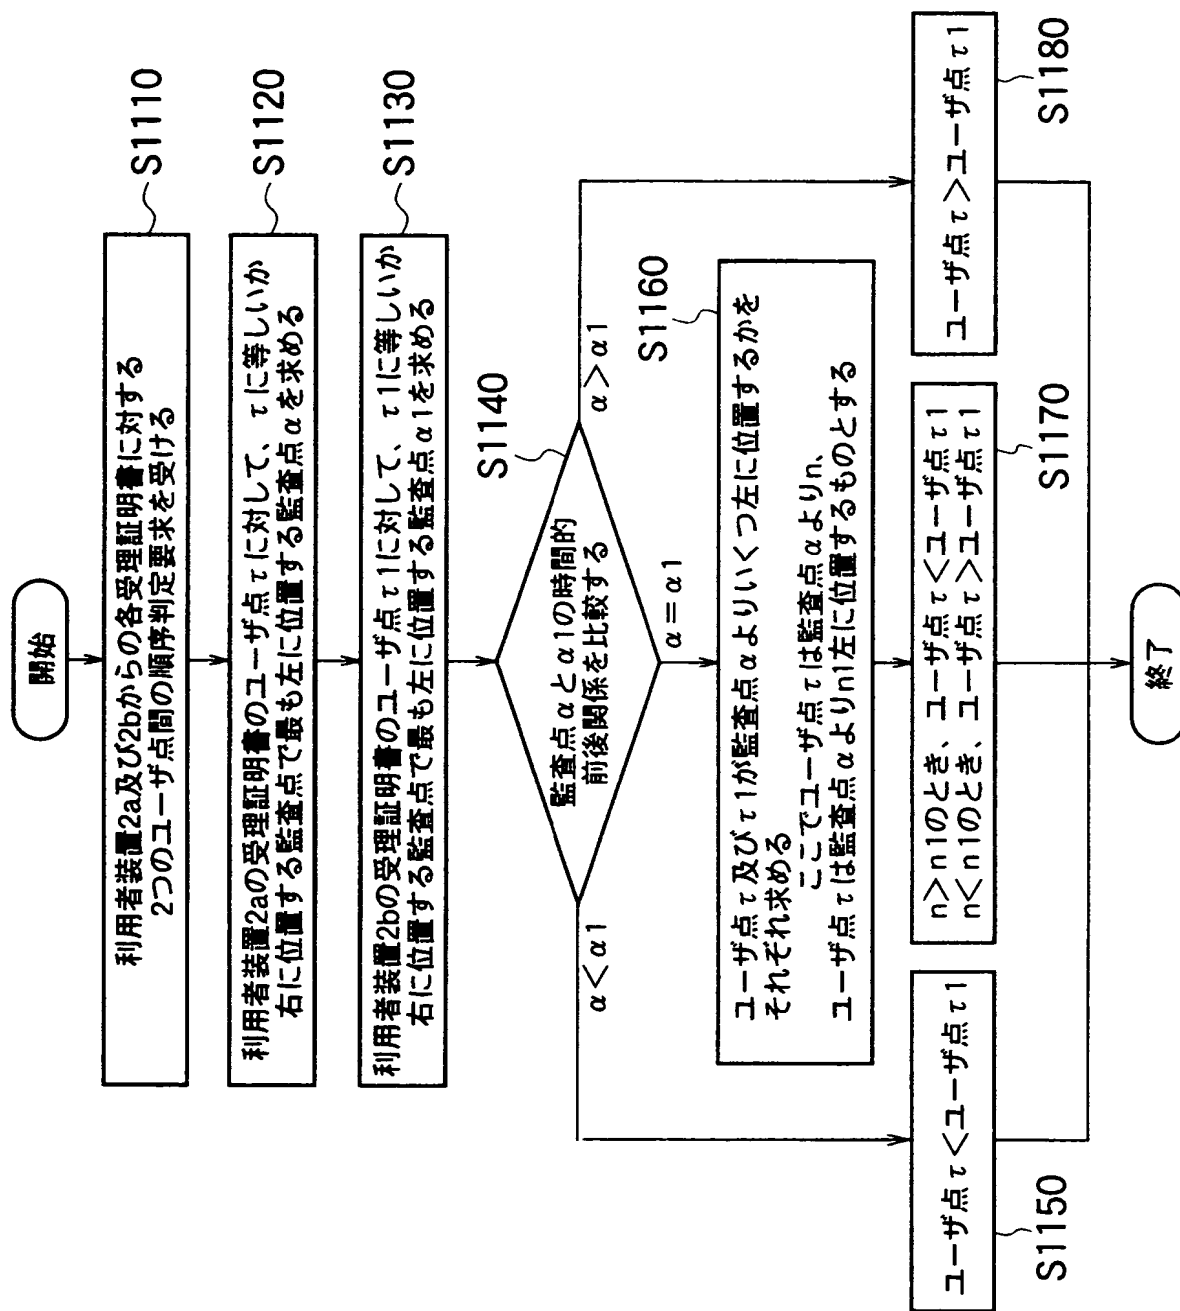 開始
利用者装置2a及び2bからの各受理証明書に対する
2つのユーザ点間の順序判定要求を受ける
S1110
利用者装置2aの受理証明書のユーザ点τに対して、τに等しいか
右に位置する監査点で最も左に位置する監査点αを求める
S1120
利用者装置2bの受理証明書のユーザ点τ1に対して、τ1に等しいか
右に位置する監査点で最も左に位置する監査点α1を求める
S1130
監査点αとα1の時間的
前後関係を比較する
S1140
α<α1
α=α1
α>α1
ユーザ点τ<ユーザ点τ1
S1150
ユーザ点τ及びτ1が監査点αよりいくつ左に位置するかを
それぞれ求める
ここでユーザ点τは監査点αよりn、
ユーザ点τ1は監査点αよりn1左に位置するものとする
S1160
n>n1のとき、ユーザ点τ<ユーザ点τ1
n<n1のとき、ユーザ点τ>ユーザ点τ1
S1170
ユーザ点τ>ユーザ点τ1
S1180
終了